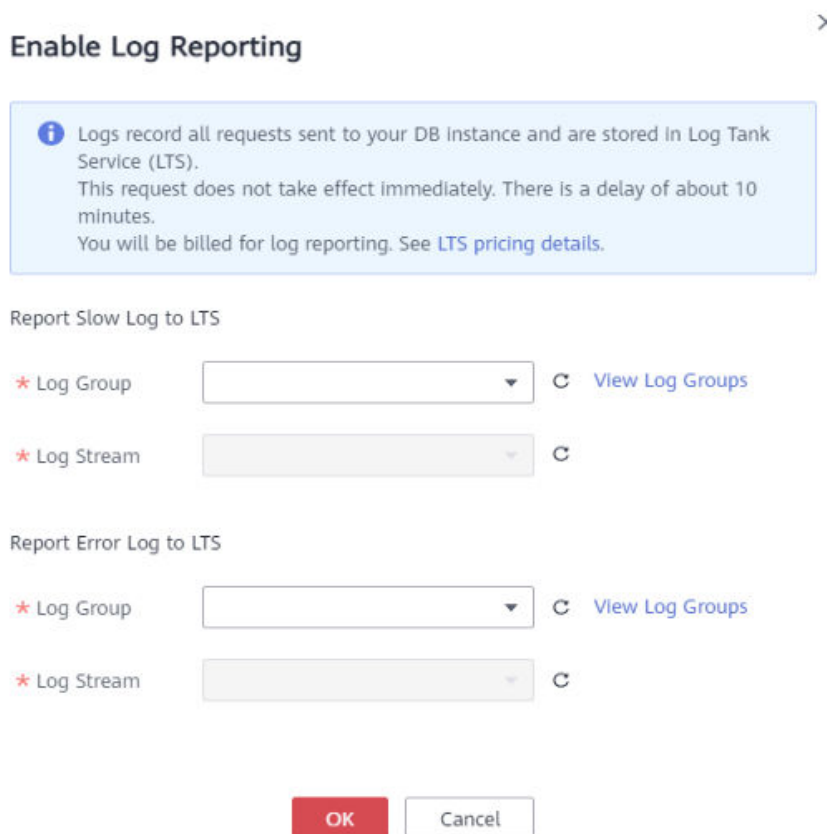 Enable Log Reporting
Logs record all requests sent to your DB instance and are stored in Log Tank
Service (LTS).
This request does not take effect immediately. There is a delay of about 10
minutes.
You will be billed for log reporting. See LTS pricing details.
Report Slow Log to LTS
* Log Group View Log Groups
* Log Stream
Report Error Log to LTS
* Log Group View Log Groups
* Log Stream
OK Cancel